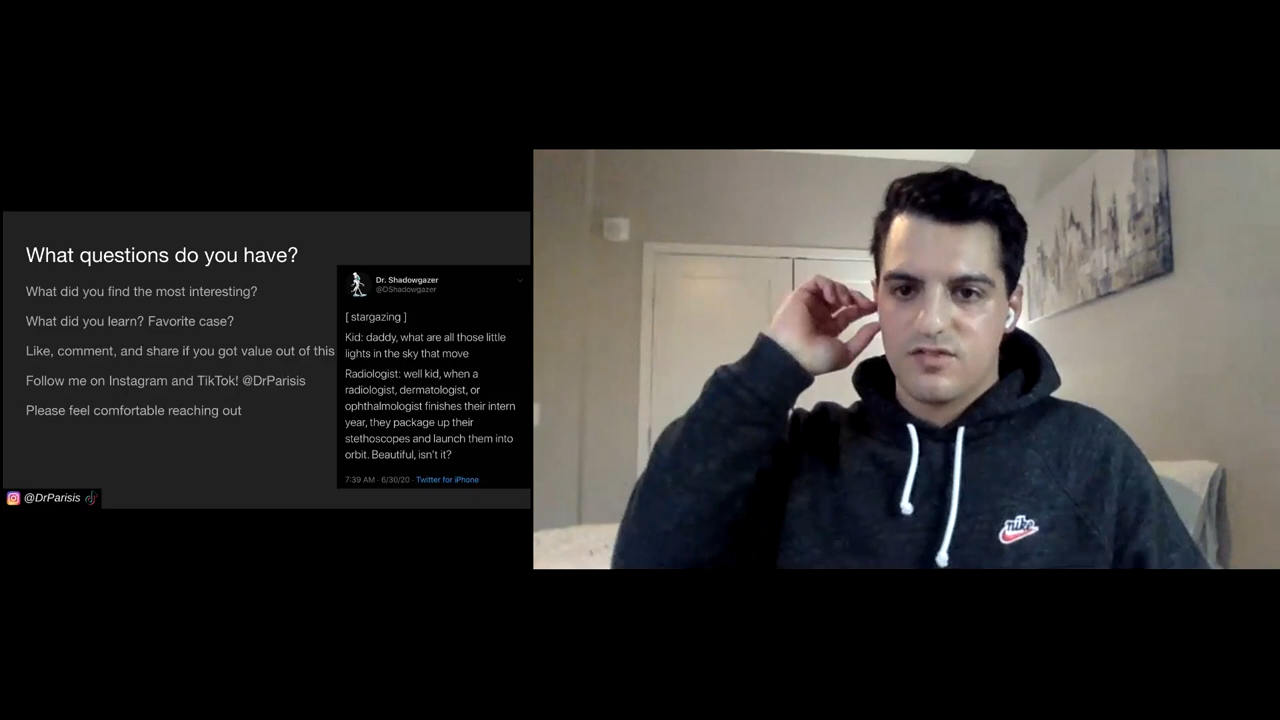 What questions do you have?
What did you find the most interesting?
What did you learn? Favorite case?
Like, comment, and share if you got value out of this
Follow me on Instagram and TikTok! @DrParisis
Please feel comfortable reaching out
Dr. Shadowgazer
@DShadowgazer
[ stargazing ]
Kid: daddy, what are all those little
lights in the sky that move
Radiologist: well kid, when a
radiologist, dermatologist, or
ophthalmologist finishes their intern
year, they package up their
stethoscopes and launch them into
orbit. Beautiful, isn't it?
7:39 AM · 6/30/20 · Twitter for iPhone
@DrParisis
nike